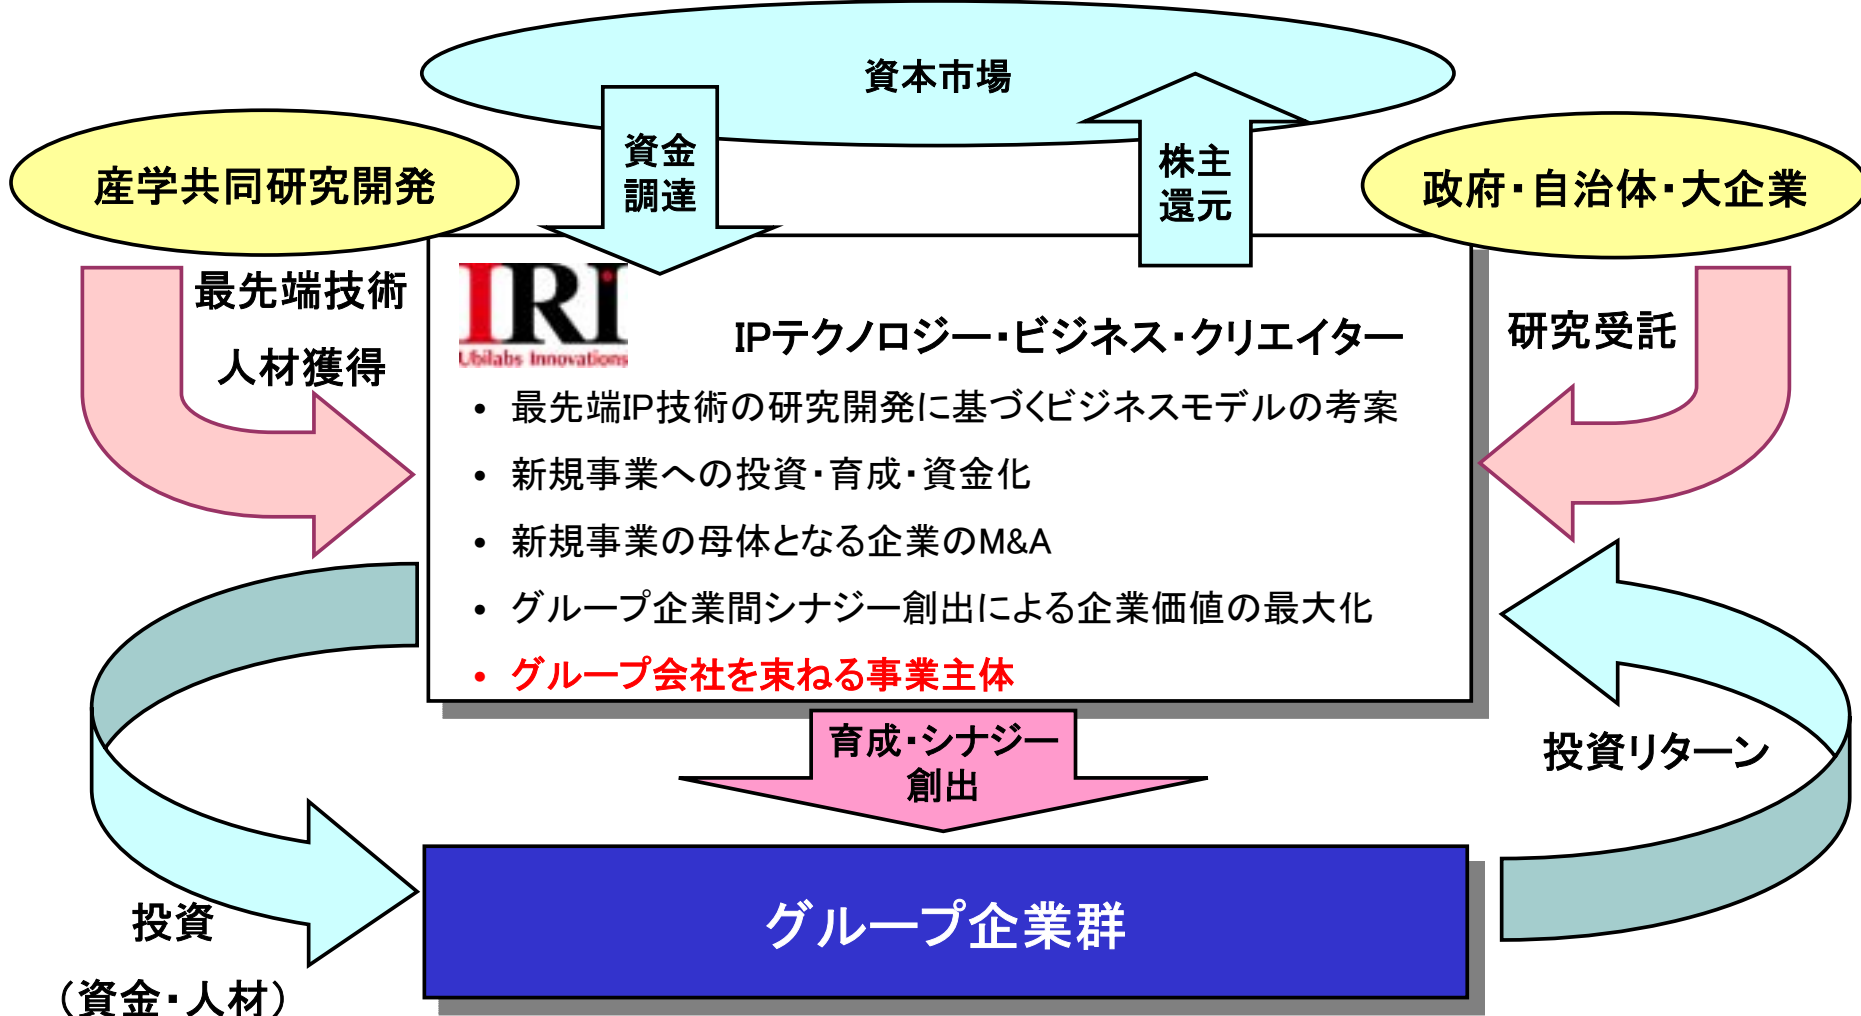 資本市場
資金
調達
株主
還元
産学共同研究開発
政府・自治体・大企業
最先端技術
人材獲得
IRI
Ubilabs Innovations
IPテクノロジー・ビジネス・クリエイター
研究受託
• 最先端IP技術の研究開発に基づくビジネスモデルの考案
• 新規事業への投資・育成・資金化
• 新規事業の母体となる企業のM&A
• グループ企業間シナジー創出による企業価値の最大化
• グループ会社を束ねる事業主体
育成・シナジー
創出
投資リターン
グループ企業群
投資
（資金・人材）